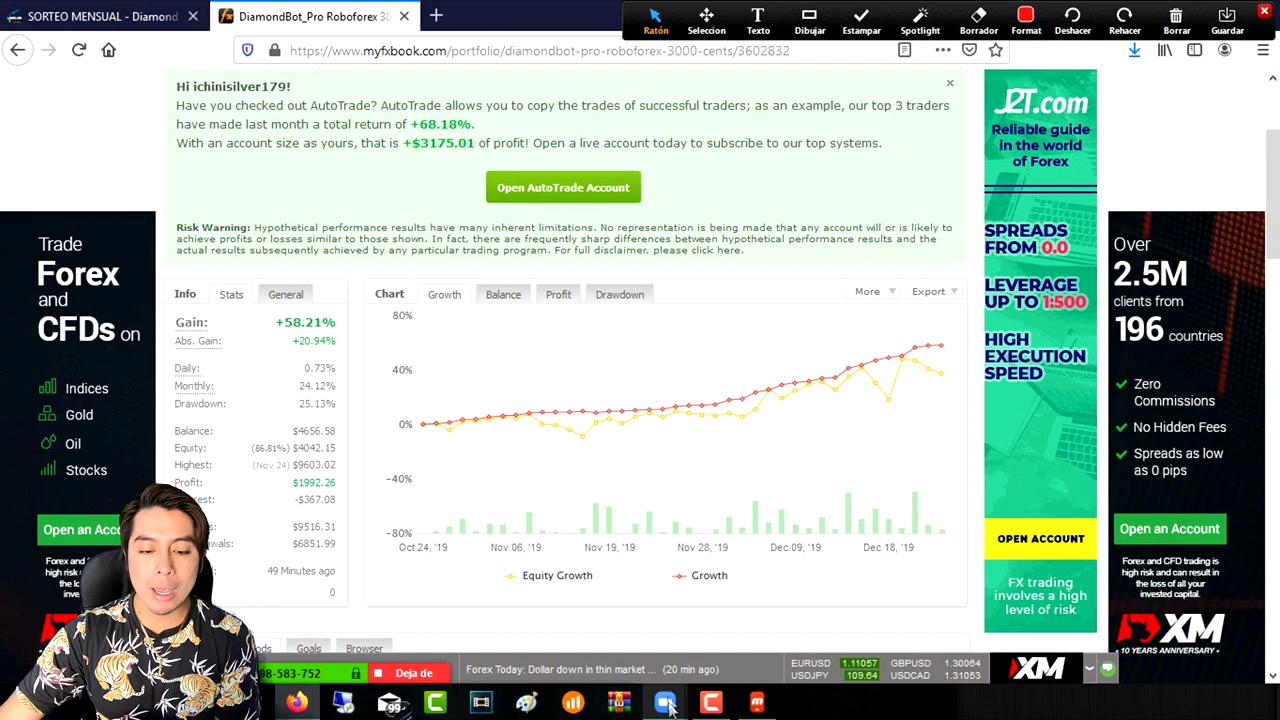 SORTEO MENSUAL - Diamond
DiamondBot_Pro Roboforex 30
Ratón
Selección
Texto
Dibujar
Estampar
Spotlight
Borrador
Format
Deshacer
Rehacer
Borrar
Guardar
https://www.myfxbook.com/portfolio/diamondbot-pro-roboforex-3000-cents/3602832
Hi ichinisilver179!
Have you checked out AutoTrade? AutoTrade allows you to copy the trades of successful traders; as an example, our top 3 traders
have made last month a total return of +68.18%.
With an account size as yours, that is +$3175.01 of profit! Open a live account today to subscribe to our top systems.
Open AutoTrade Account
Risk Warning: Hypothetical performance results have many inherent limitations. No representation is being made that any account will or is likely to
achieve profits or losses similar to those shown. In fact, there are frequently sharp differences between hypothetical performance results and the
actual results subsequently achieved by any particular trading program. For full disclaimer, please click here.
Info Stats General
Gain: +58.21%
Abs. Gain: +20.94%
Daily: 0.73%
Monthly: 24.12%
Drawdown: 25.13%
Balance: $4656.58
Equity: (86.81%) $4042.15
Highest: (Nov 24) $9603.02
Profit: $1992.26
rest: -$367.08
s: $9516.31
awals: $6851.99
49 Minutes ago
0
Chart Growth Balance Profit Drawdown More Export
80%
40%
0%
-40%
-80%
Oct 24, '19 Nov 06, '19 Nov 19, '19 Nov 28, '19 Dec 09, '19 Dec 18, '19
Equity Growth Growth
ods Goals Browser
Trade
Forex
and
CFDs on
Indices
Gold
Oil
Stocks
Open an Acco
Forex
high
the lo
inve
J2T.com
Reliable guide
in the world
of Forex
SPREADS
FROM 0.0
LEVERAGE
UP TO 1:500
HIGH
EXECUTION
SPEED
OPEN ACCOUNT
FX trading
involves a high
level of risk
Over
2.5M
clients from
196 countries
Zero
Commissions
No Hidden Fees
Spreads as low
as 0 pips
Open an Account
Forex and CFD trading is
high risk and can result in
the loss of all your
invested capital.
XM
10 YEARS ANNIVERSARY
98-583-752
Deja de
Forex Today: Dollar down in thin market ... (20 min ago)
EURUSD 1.11057 GBPUSD 1.30064
USDJPY 109.64 USDCAD 1.31053
XM
99